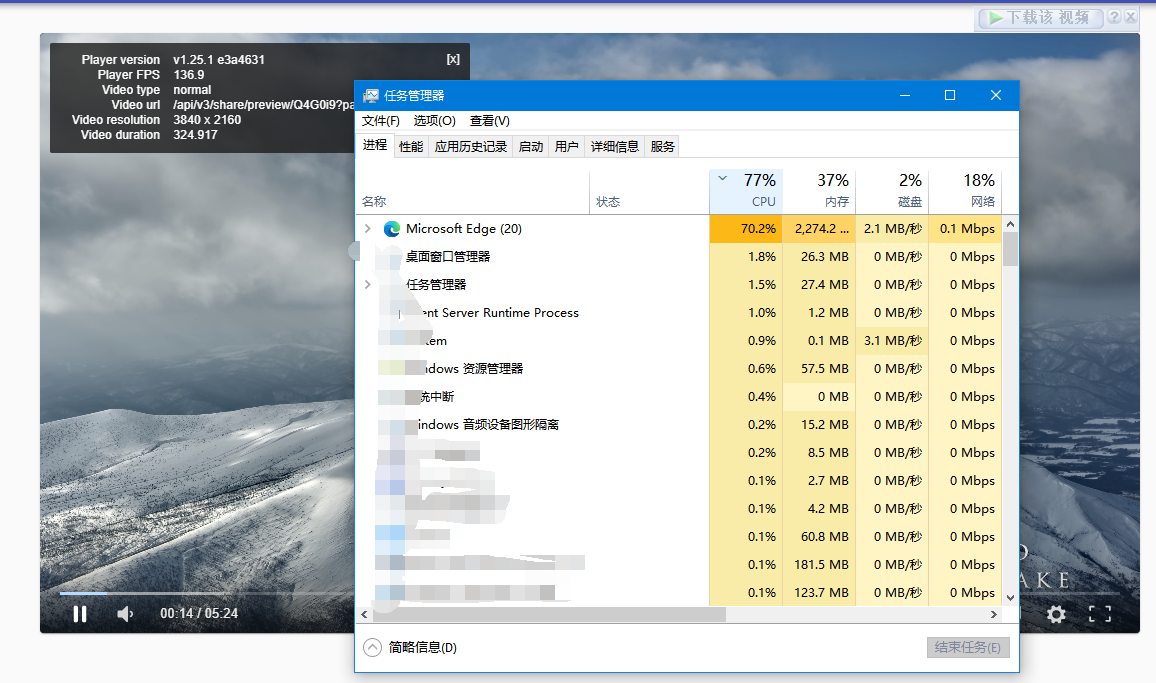 下载该 视频
Player version v1.25.1 e3a4631 [x]
Player FPS 136.9
Video type normal
Video url /api/v3/share/preview/Q4G0i9?pa
Video resolution 3840 x 2160
Video duration 324.917
任务管理器
文件(F) 选项(O) 查看(V)
进程 性能 应用历史记录 启动 用户 详细信息 服务
77% 37% 2% 18%
名称 状态 CPU 内存 磁盘 网络
Microsoft Edge (20) 70.2% 2,274.2 ... 2.1 MB/秒 0.1 Mbps
桌面窗口管理器 1.8% 26.3 MB 0 MB/秒 0 Mbps
任务管理器 1.5% 27.4 MB 0 MB/秒 0 Mbps
ent Server Runtime Process 1.0% 1.2 MB 0 MB/秒 0 Mbps
tem 0.9% 0.1 MB 3.1 MB/秒 0 Mbps
ndows 资源管理器 0.6% 57.5 MB 0 MB/秒 0 Mbps
统中断 0.4% 0 MB 0 MB/秒 0 Mbps
indows 音频设备图形隔离 0.2% 15.2 MB 0 MB/秒 0 Mbps
0.2% 8.5 MB 0 MB/秒 0 Mbps
0.1% 2.7 MB 0 MB/秒 0 Mbps
0.1% 4.2 MB 0 MB/秒 0 Mbps
0.1% 60.8 MB 0 MB/秒 0 Mbps
0.1% 181.5 MB 0 MB/秒 0 Mbps
0.1% 123.7 MB 0 MB/秒 0 Mbps
AKE
00:14 / 05:24
简略信息(D) 结束任务(E)